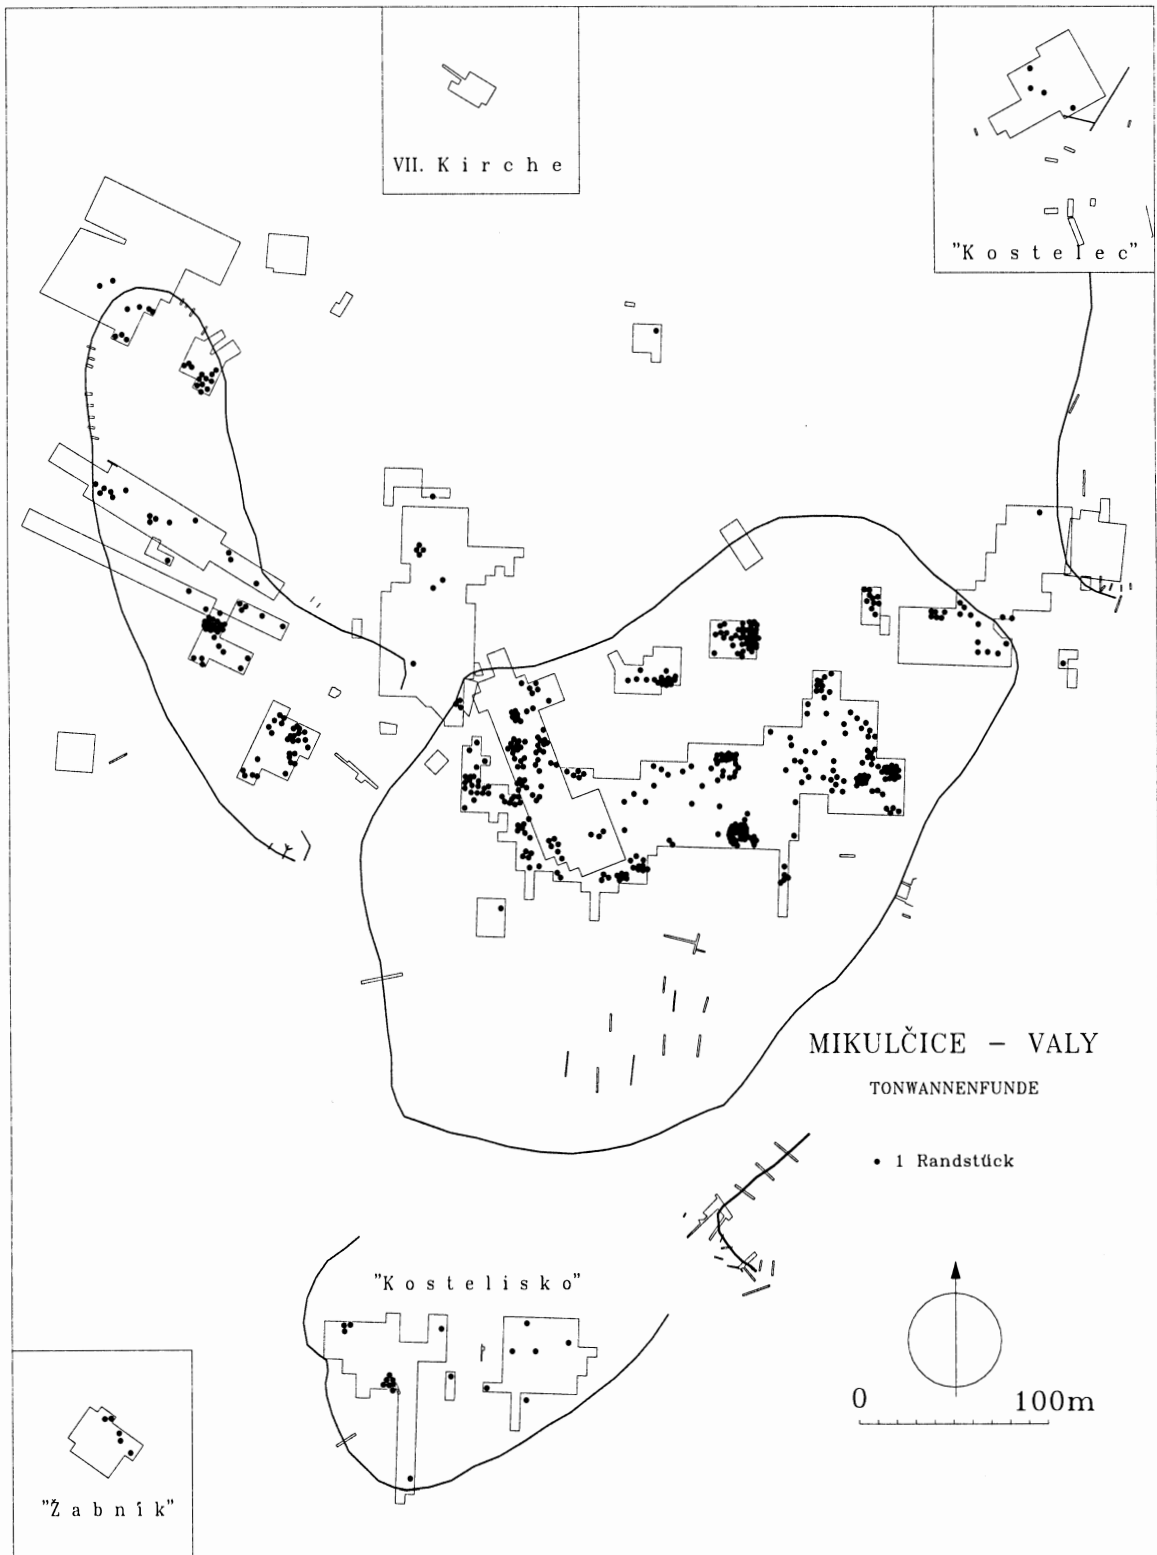 VII. K i r c h e
"K o s t e l e c"
MIKULČICE – VALY
TONWANNENFUNDE
• 1 Randstück
"K o s t e l i s k o"
0 100m
"Ž a b n í k"